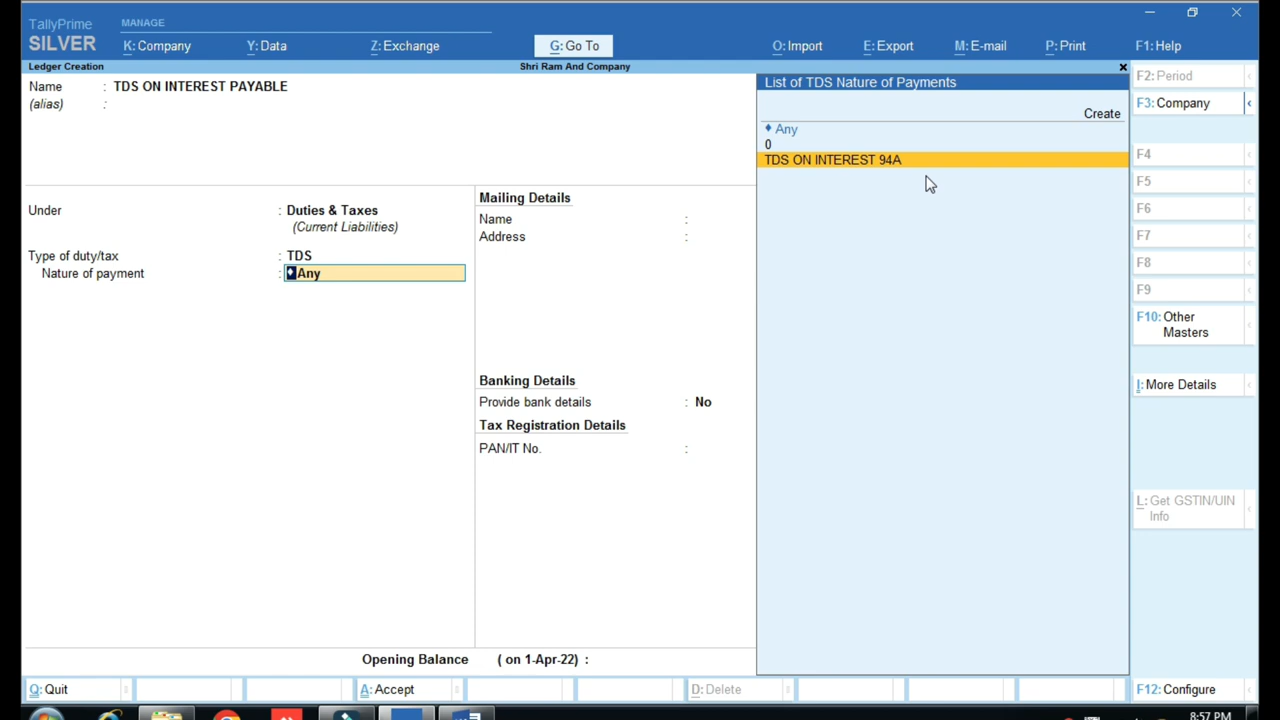 TallyPrime
MANAGE
SILVER
K: Company
Y: Data
Z: Exchange
G: Go To
O: Import
E: Export
M: E-mail
P: Print
F1: Help
Ledger Creation
Shri Ram And Company
Name : TDS ON INTEREST PAYABLE
(alias) :
Under : Duties & Taxes
(Current Liabilities)
Type of duty/tax : TDS
Nature of payment : ♦ Any
Mailing Details
Name :
Address :
Banking Details
Provide bank details : No
Tax Registration Details
PAN/IT No. :
Opening Balance ( on 1-Apr-22) :
List of TDS Nature of Payments
Create
♦ Any
0
TDS ON INTEREST 94A
F2: Period
F3: Company
F4
F5
F6
F7
F8
F9
F10: Other
Masters
I: More Details
L: Get GSTIN/UIN
Info
Q: Quit
A: Accept
D: Delete
F12: Configure
8:57 PM